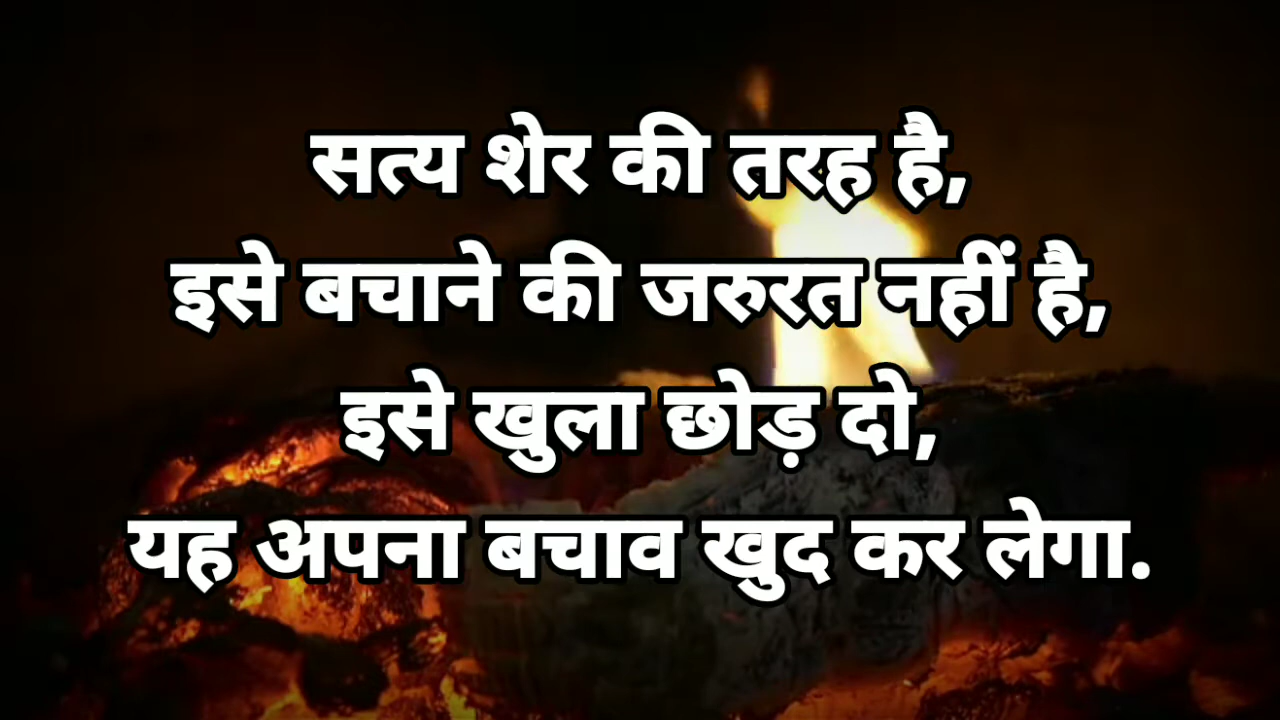 सत्य शेर की तरह है,
इसे बचाने की जरुरत नहीं है,
इसे खुला छोड़ दो,
यह अपना बचाव खुद कर लेगा.